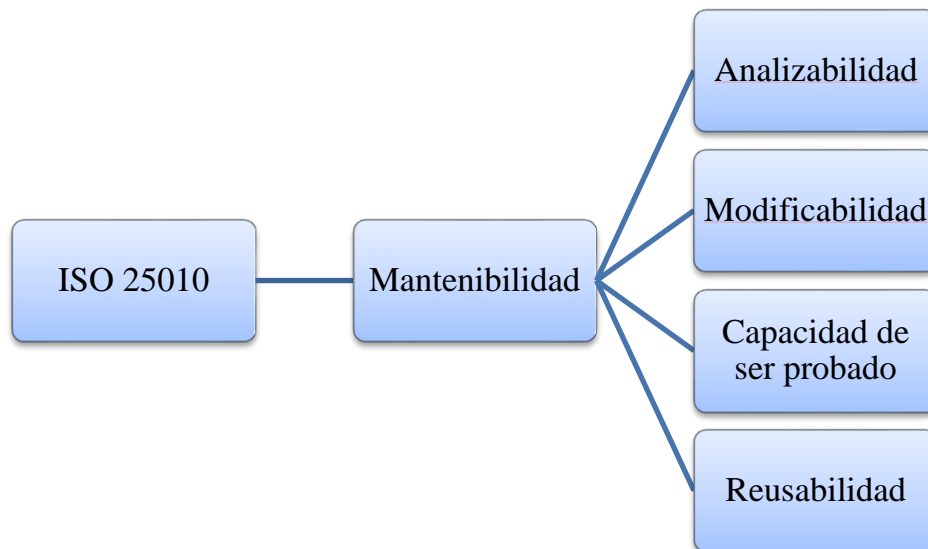 ISO 25010
Mantenibilidad
Analizabilidad
Modificabilidad
Capacidad de
ser probado
Reusabilidad